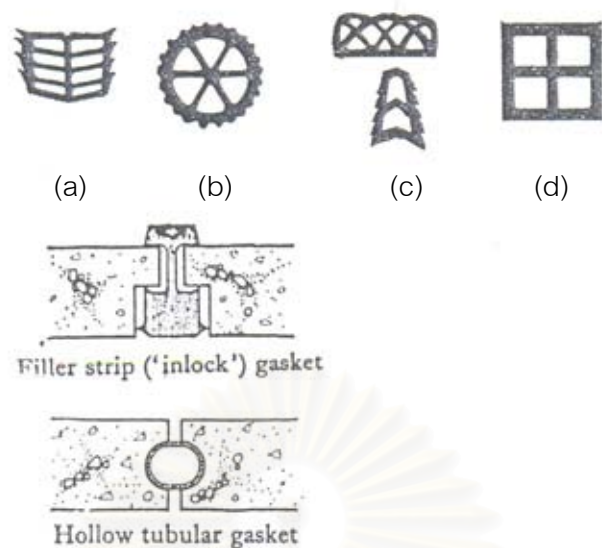 (a) (b) (c) (d)
Filler strip ('inlock') gasket
Hollow tubular gasket